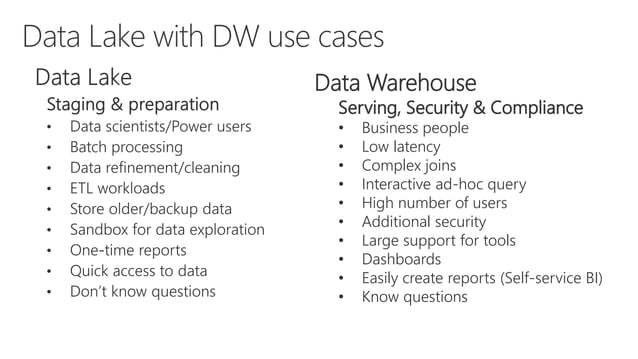 Data Lake with DW use cases
Data Lake
Staging & preparation
• Data scientists/Power users
• Batch processing
• Data refinement/cleaning
• ETL workloads
• Store older/backup data
• Sandbox for data exploration
• One-time reports
• Quick access to data
• Don't know questions
Data Warehouse
Serving, Security & Compliance
• Business people
• Low latency
• Complex joins
• Interactive ad-hoc query
• High number of users
• Additional security
• Large support for tools
• Dashboards
• Easily create reports (Self-service BI)
• Know questions